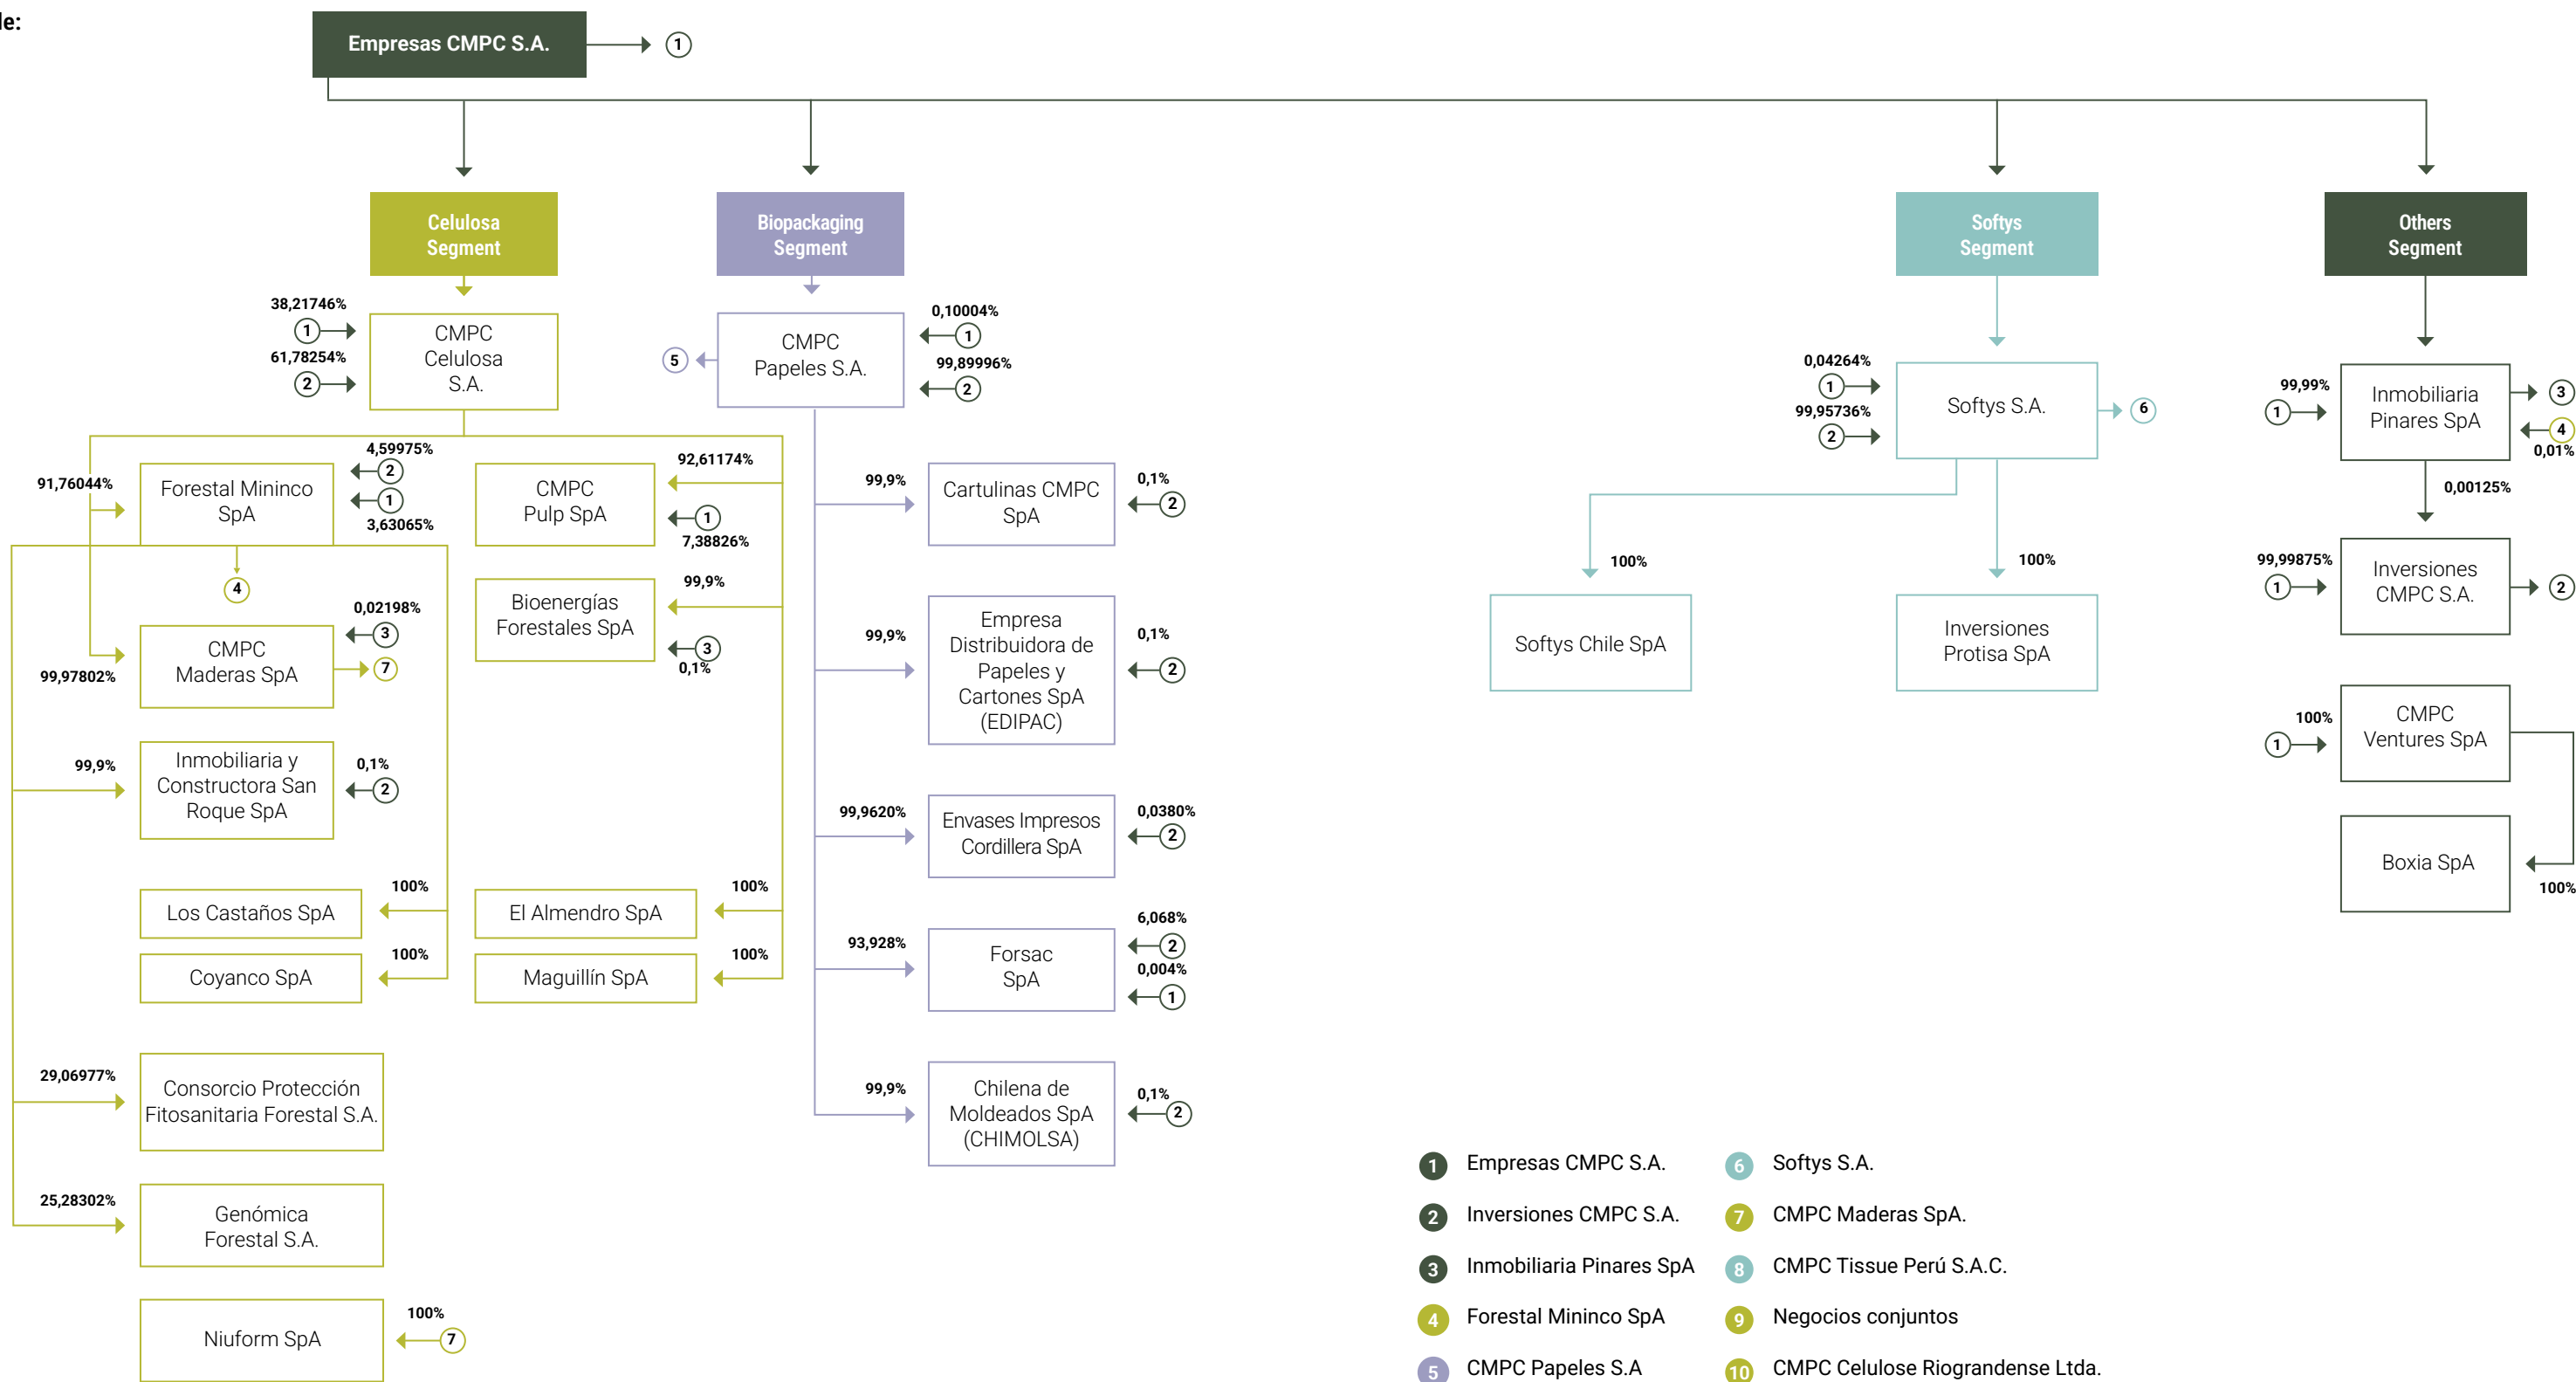 le:
Empresas CMPC S.A.
1
Celulosa
Segment
Biopackaging
Segment
Softys
Segment
Others
Segment
38,21746%
1
61,78254%
2
CMPC
Celulosa
S.A.
5
CMPC
Papeles S.A.
0,10004%
1
99,89996%
2
0,04264%
1
99,95736%
2
Softys S.A.
6
99,99%
1
Inmobiliaria
Pinares SpA
3
4
0,01%
0,00125%
91,76044%
Forestal Mininco
SpA
4,59975%
2
1
3,63065%
4
CMPC
Pulp SpA
92,61174%
1
7,38826%
99,9%
Cartulinas CMPC
SpA
0,1%
2
100%
Softys Chile SpA
100%
Inversiones
Protisa SpA
99,99875%
1
Inversiones
CMPC S.A.
2
99,97802%
CMPC
Maderas SpA
0,02198%
3
7
Bioenergías
Forestales SpA
99,9%
3
0,1%
99,9%
Empresa
Distribuidora de
Papeles y
Cartones SpA
(EDIPAC)
0,1%
2
100%
1
CMPC
Ventures SpA
99,9%
Inmobiliaria y
Constructora San
Roque SpA
0,1%
2
99,9620%
Envases Impresos
Cordillera SpA
0,0380%
2
Boxia SpA
100%
Los Castaños SpA
100%
El Almendro SpA
100%
Coyanco SpA
100%
Maguillín SpA
100%
93,928%
Forsac
SpA
6,068%
2
0,004%
1
29,06977%
Consorcio Protección
Fitosanitaria Forestal S.A.
99,9%
Chilena de
Moldeados SpA
(CHIMOLSA)
0,1%
2
25,28302%
Genómica
Forestal S.A.
Niuform SpA
100%
7
1 Empresas CMPC S.A.
2 Inversiones CMPC S.A.
3 Inmobiliaria Pinares SpA
4 Forestal Mininco SpA
5 CMPC Papeles S.A
6 Softys S.A.
7 CMPC Maderas SpA.
8 CMPC Tissue Perú S.A.C.
9 Negocios conjuntos
10 CMPC Celulose Riograndense Ltda.